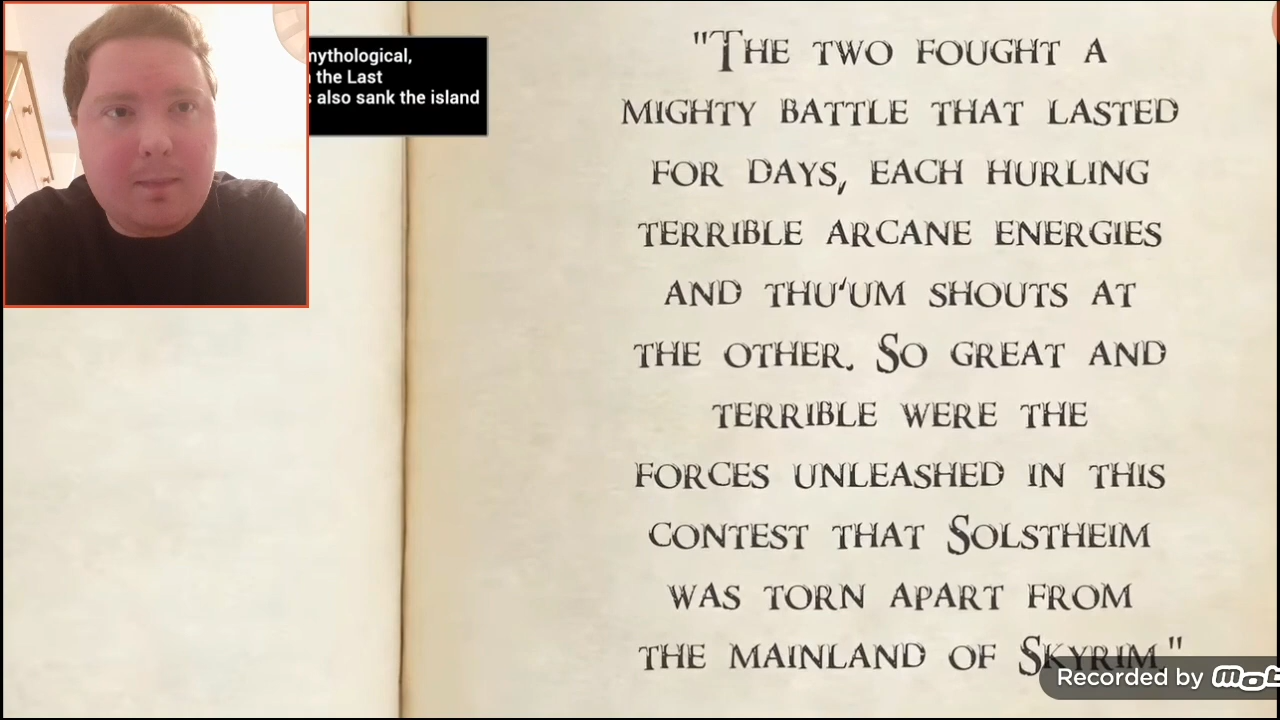 mythological,
the Last
also sank the island
"The two fought a
mighty battle that lasted
for days, each hurling
terrible arcane energies
and Thu'um shouts at
the other. So great and
terrible were the
forces unleashed in this
contest that Solstheim
was torn apart from
the mainland of Skyrim."
Recorded by